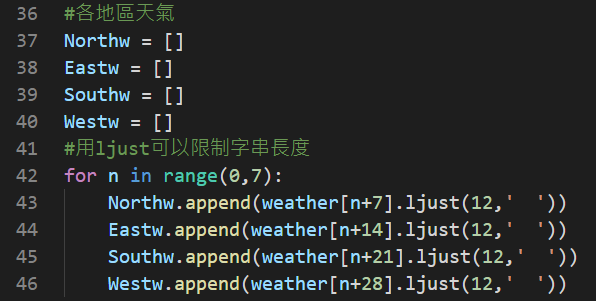 36 #各地區天氣
37 Northw = []
38 Eastw = []
39 Southw = []
40 Westw = []
41 #用ljust可以限制字串長度
42 for n in range(0,7):
43     Northw.append(weather[n+7].ljust(12,'　'))
44     Eastw.append(weather[n+14].ljust(12,'　'))
45     Southw.append(weather[n+21].ljust(12,'　'))
46     Westw.append(weather[n+28].ljust(12,'　'))